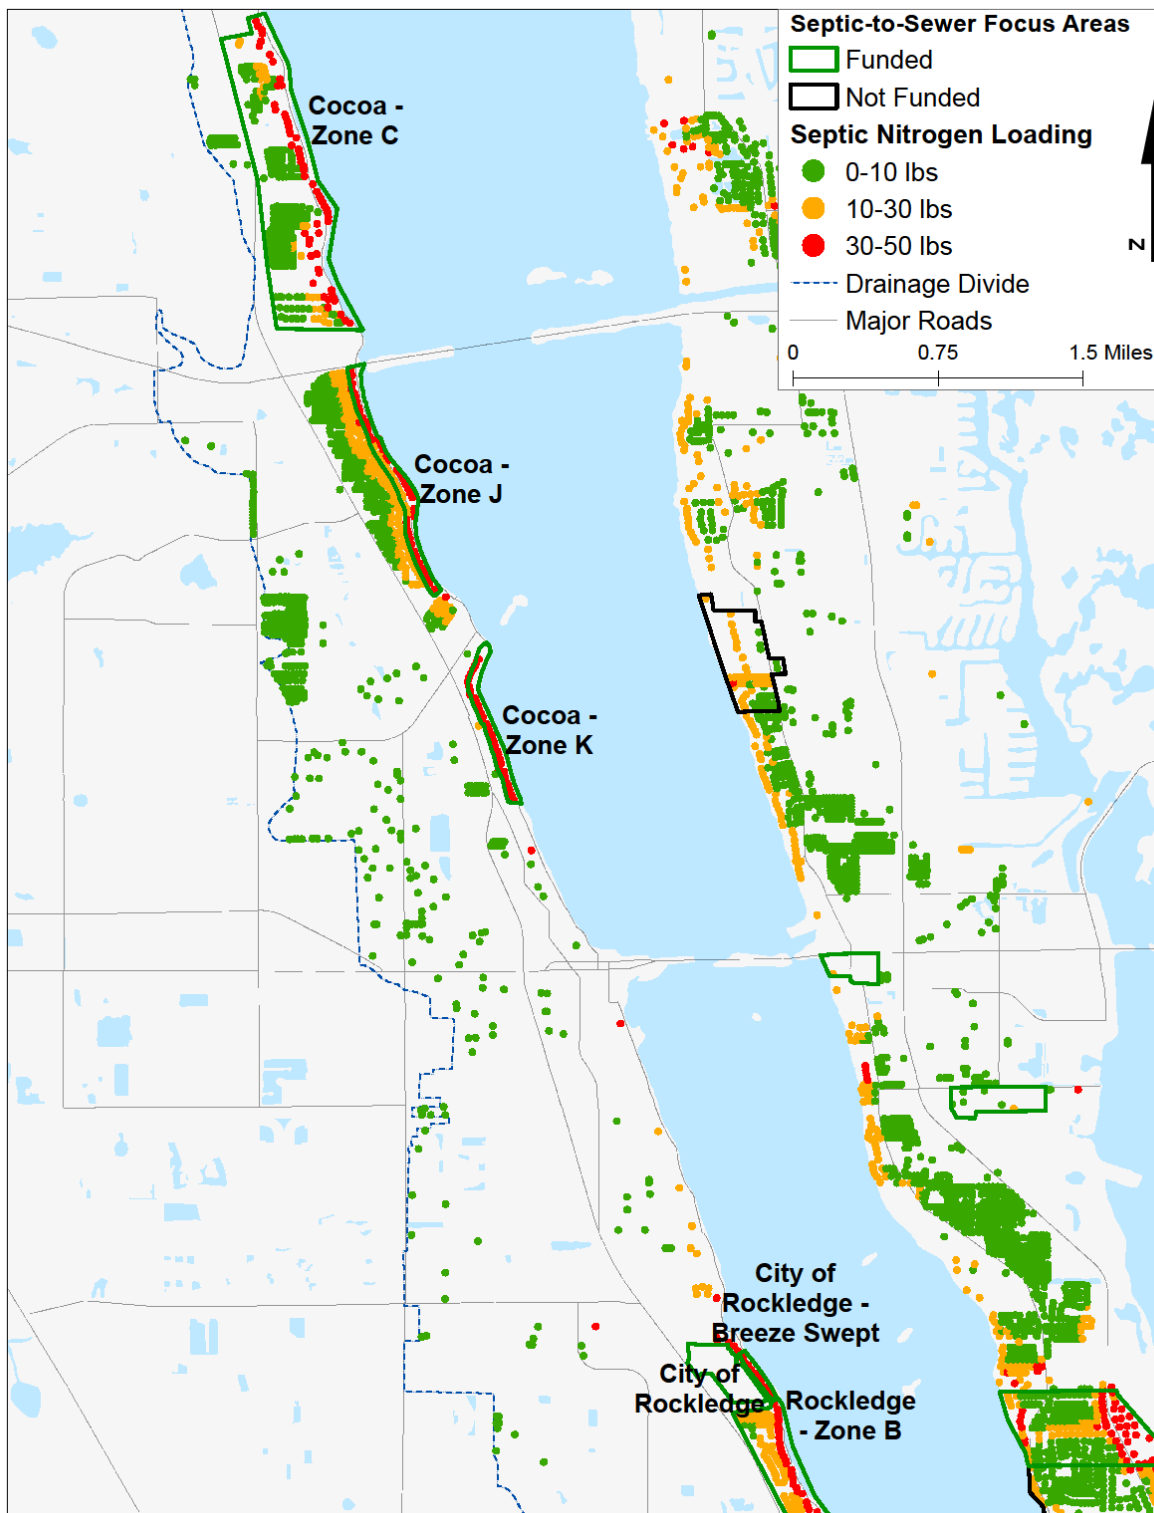 Septic-to-Sewer Focus Areas
Funded
Not Funded
Septic Nitrogen Loading
0-10 lbs
10-30 lbs
30-50 lbs
Drainage Divide
Major Roads
0 0.75 1.5 Miles
N
Cocoa -
Zone C
Cocoa -
Zone J
Cocoa -
Zone K
City of
Rockledge -
Breeze Swept
City of
Rockledge
Rockledge
- Zone B